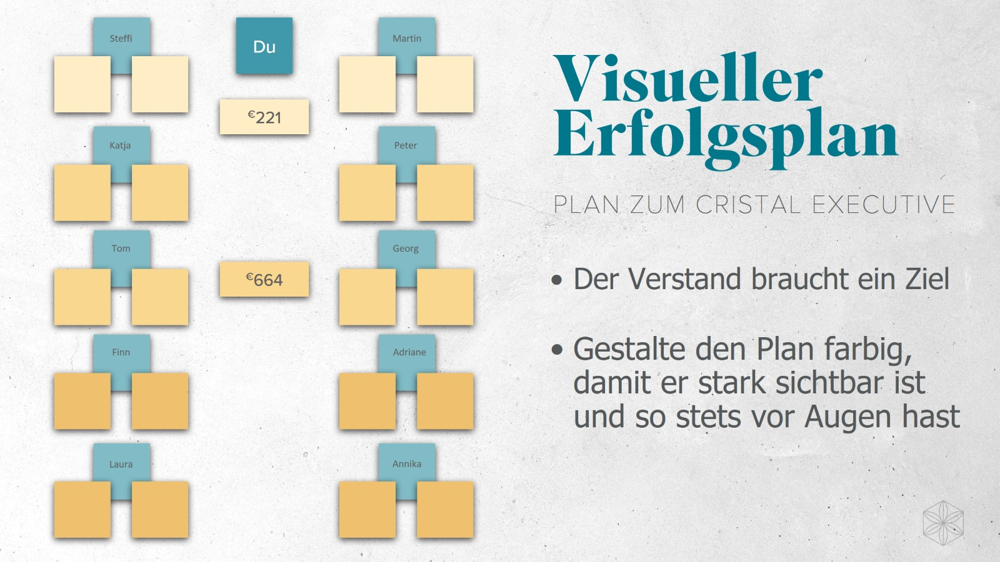 Steffi
Du
Martin
€221
Katja
Peter
Tom
Georg
€664
Finn
Adriane
Laura
Annika
Visueller
Erfolgsplan
PLAN ZUM CRISTAL EXECUTIVE
• Der Verstand braucht ein Ziel
• Gestalte den Plan farbig,
damit er stark sichtbar ist
und so stets vor Augen hast